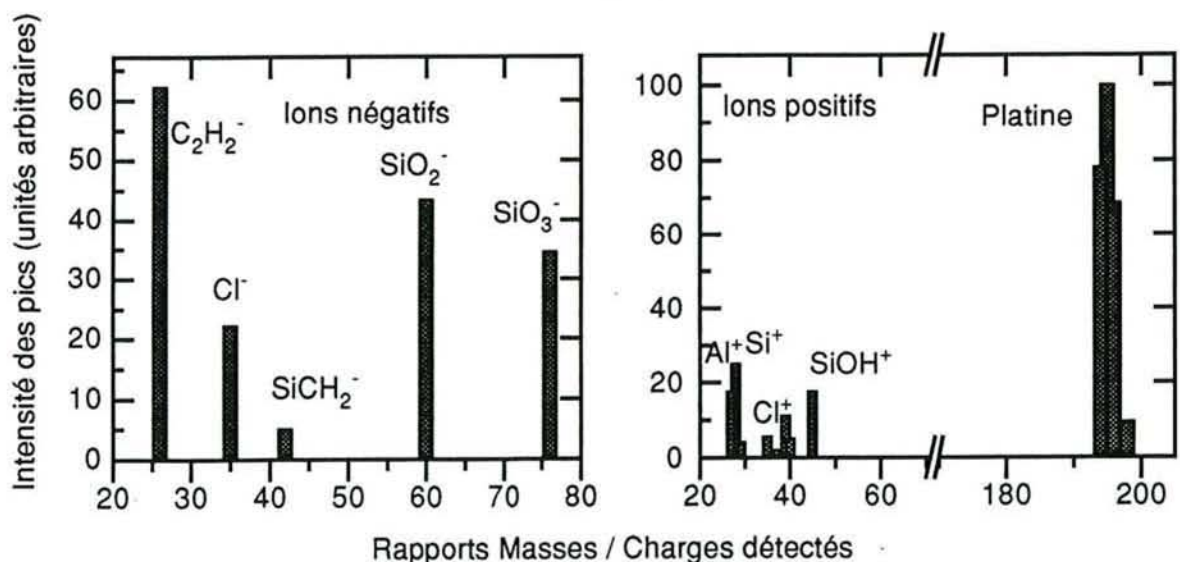 Intensité des pics (unités arbitraires)
60
50
40
30
20
10
0
20
30
40
50
60
70
80
Ions négatifs
C₂H₂⁻
Cl⁻
SiCH₂⁻
SiO₂⁻
SiO₃⁻
100
80
60
40
20
0
20
40
60
180
200
Ions positifs
Platine
Al⁺ Si⁺
Cl⁺
SiOH⁺
Rapports Masses / Charges détectés